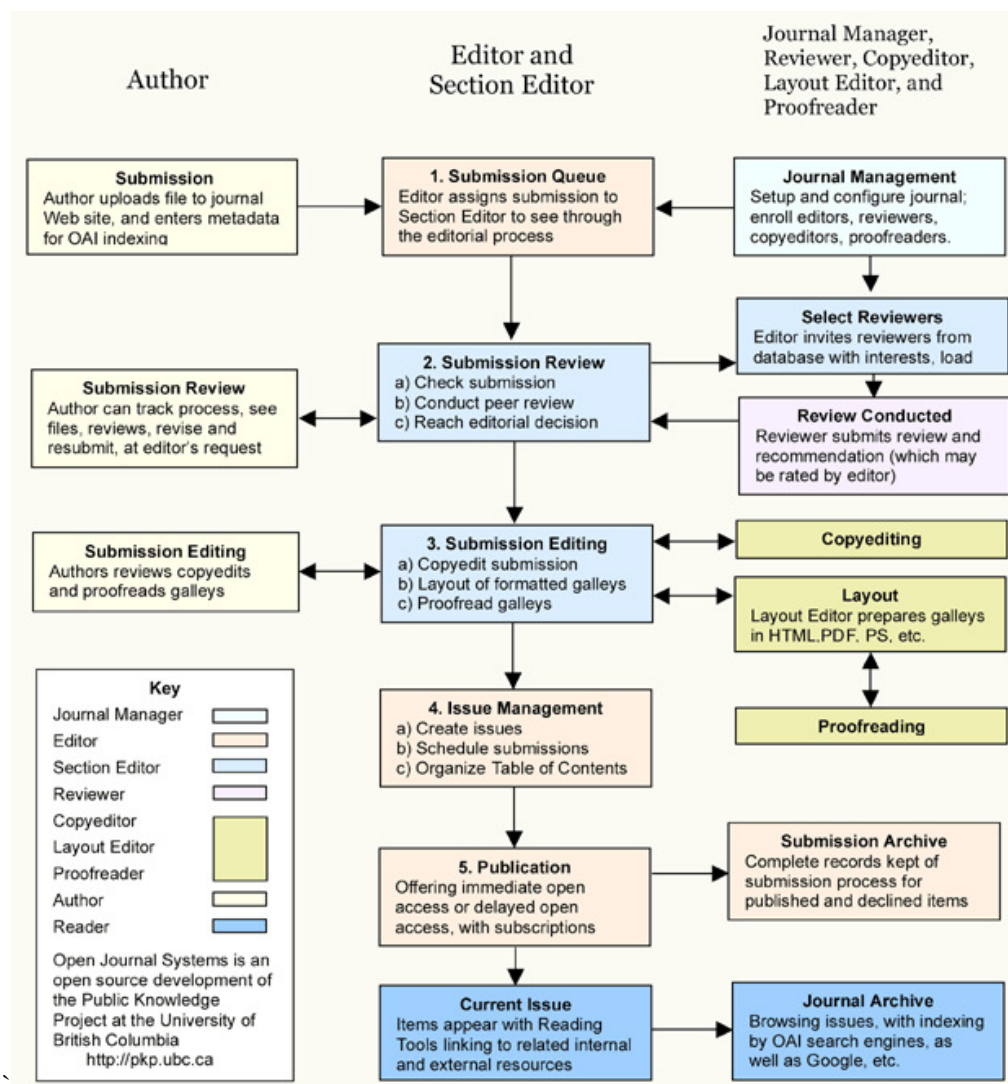 Author
Editor and
Section Editor
Journal Manager,
Reviewer, Copyeditor,
Layout Editor, and
Proofreader
Submission
Author uploads file to journal
Web site, and enters metadata
for OAI indexing
1. Submission Queue
Editor assigns submission to
Section Editor to see through
the editorial process
Journal Management
Setup and configure journal;
enroll editors, reviewers,
copyeditors, proofreaders.
Select Reviewers
Editor invites reviewers from
database with interests, load
2. Submission Review
a) Check submission
b) Conduct peer review
c) Reach editorial decision
Submission Review
Author can track process, see
files, reviews, revise and
resubmit, at editor's request
Review Conducted
Reviewer submits review and
recommendation (which may
be rated by editor)
3. Submission Editing
a) Copyedit submission
b) Layout of formatted galleys
c) Proofread galleys
Submission Editing
Authors reviews copyedits
and proofreads galleys
Copyediting
Layout
Layout Editor prepares galleys
in HTML,PDF, PS, etc.
Proofreading
Key
Journal Manager
Editor
Section Editor
Reviewer
Copyeditor
Layout Editor
Proofreader
Author
Reader
Open Journal Systems is an
open source development of
the Public Knowledge
Project at the University of
British Columbia
http://pkp.ubc.ca
4. Issue Management
a) Create issues
b) Schedule submissions
c) Organize Table of Contents
5. Publication
Offering immediate open
access or delayed open
access, with subscriptions
Submission Archive
Complete records kept of
submission process for
published and declined items
Current Issue
Items appear with Reading
Tools linking to related internal
and external resources
Journal Archive
Browsing issues, with indexing
by OAI search engines, as
well as Google, etc.
`